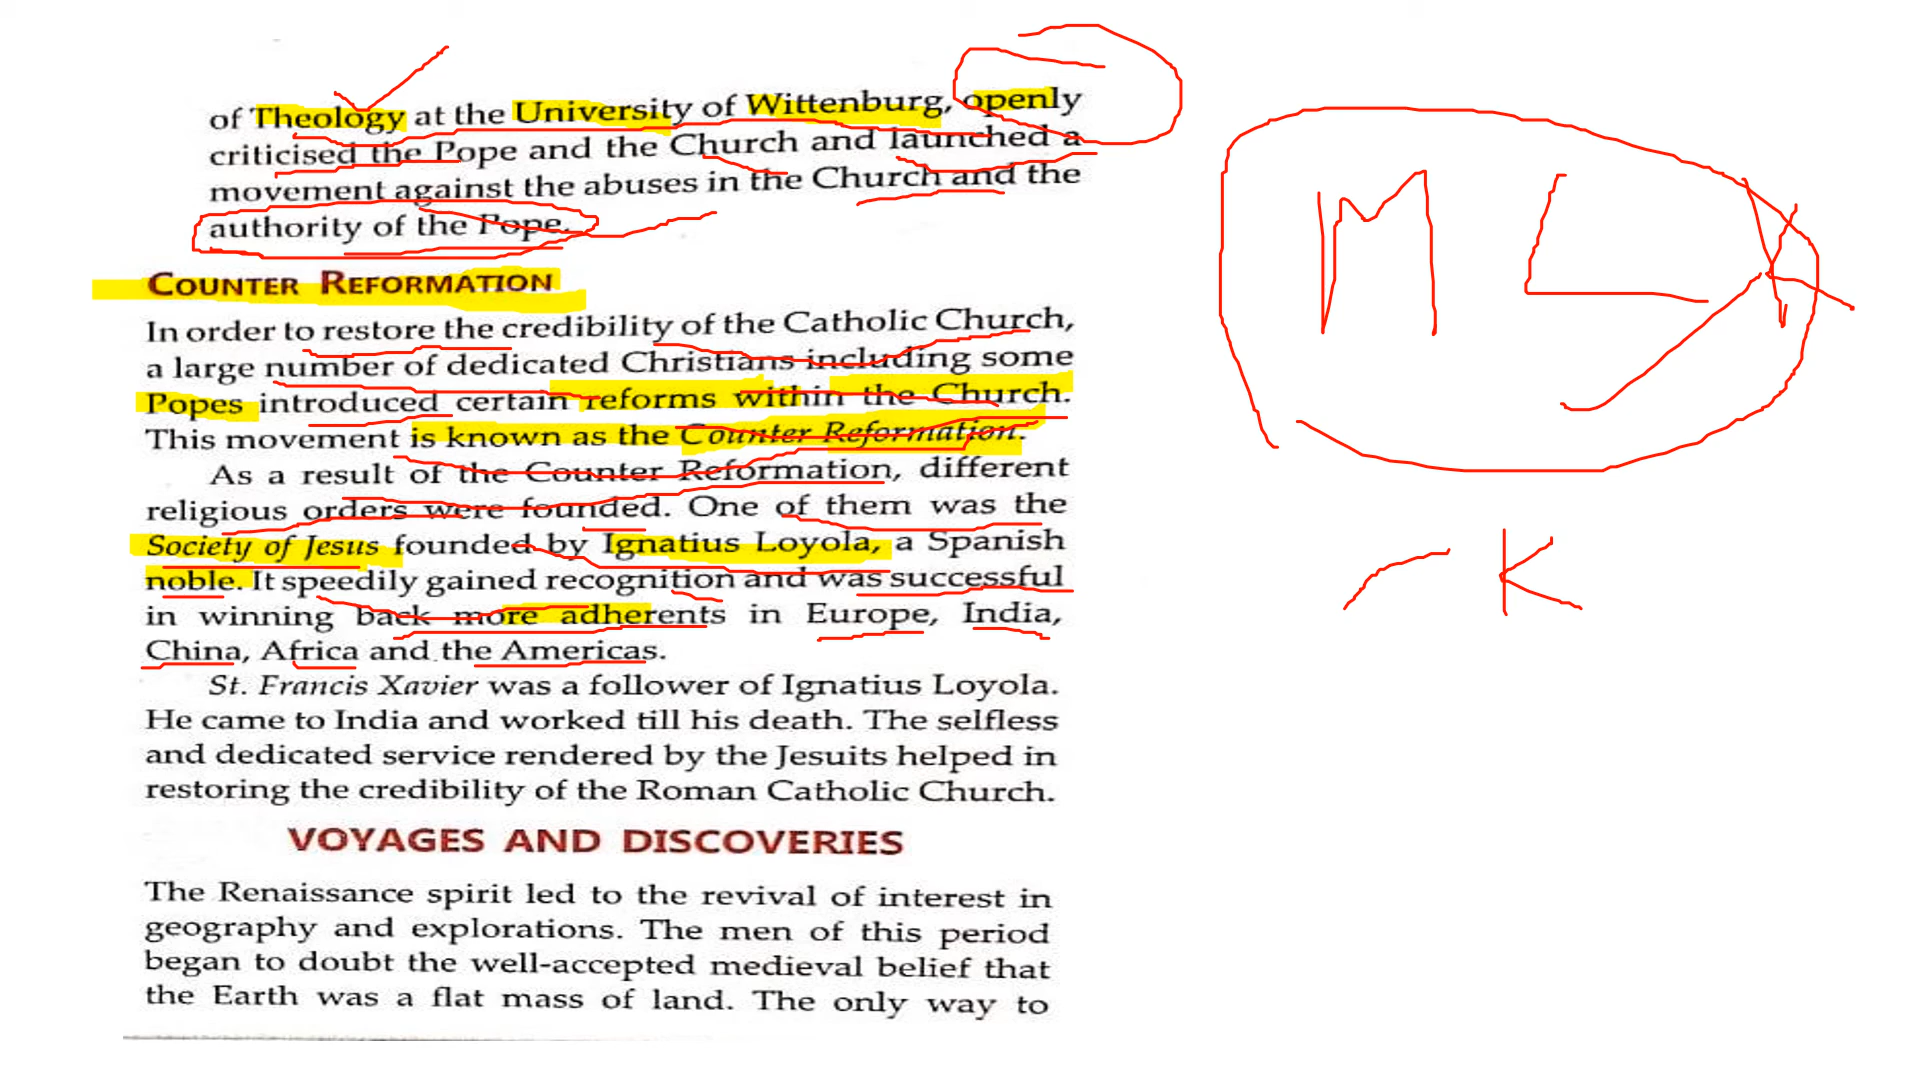 of Theology at the University of Wittenburg, openly
criticised the Pope and the Church and launched a
movement against the abuses in the Church and the
authority of the Pope.
COUNTER REFORMATION
In order to restore the credibility of the Catholic Church,
a large number of dedicated Christians including some
Popes introduced certain reforms within the Church.
This movement is known as the Counter Reformation.
As a result of the Counter Reformation, different
religious orders were founded. One of them was the
Society of Jesus founded by Ignatius Loyola, a Spanish
noble. It speedily gained recognition and was successful
in winning back more adherents in Europe, India,
China, Africa and the Americas.
St. Francis Xavier was a follower of Ignatius Loyola.
He came to India and worked till his death. The selfless
and dedicated service rendered by the Jesuits helped in
restoring the credibility of the Roman Catholic Church.
VOYAGES AND DISCOVERIES
The Renaissance spirit led to the revival of interest in
geography and explorations. The men of this period
began to doubt the well-accepted medieval belief that
the Earth was a flat mass of land. The only way to
M L K
K